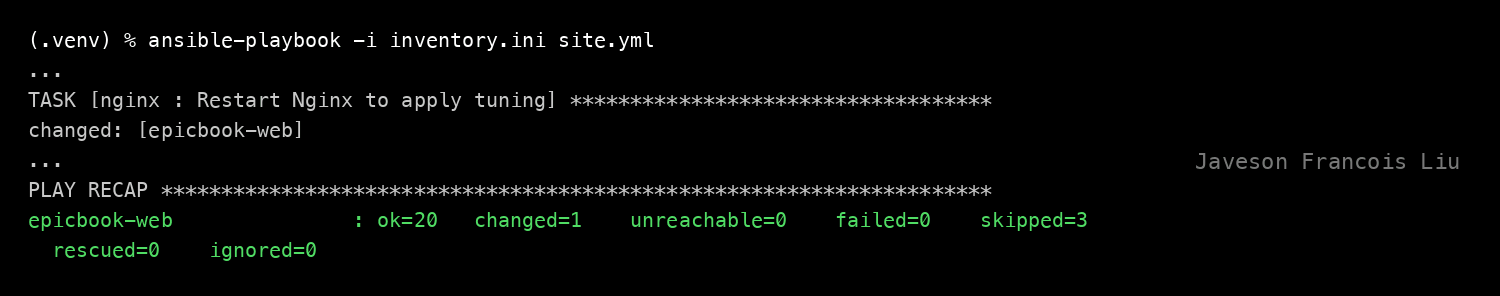 (.venv) % ansible-playbook -i inventory.ini site.yml
...
TASK [nginx : Restart Nginx to apply tuning] ***********************************
changed: [epicbook-web]
...
Javeson Francois Liu
PLAY RECAP *********************************************************************
epicbook-web               : ok=20   changed=1    unreachable=0    failed=0    skipped=3
  rescued=0    ignored=0